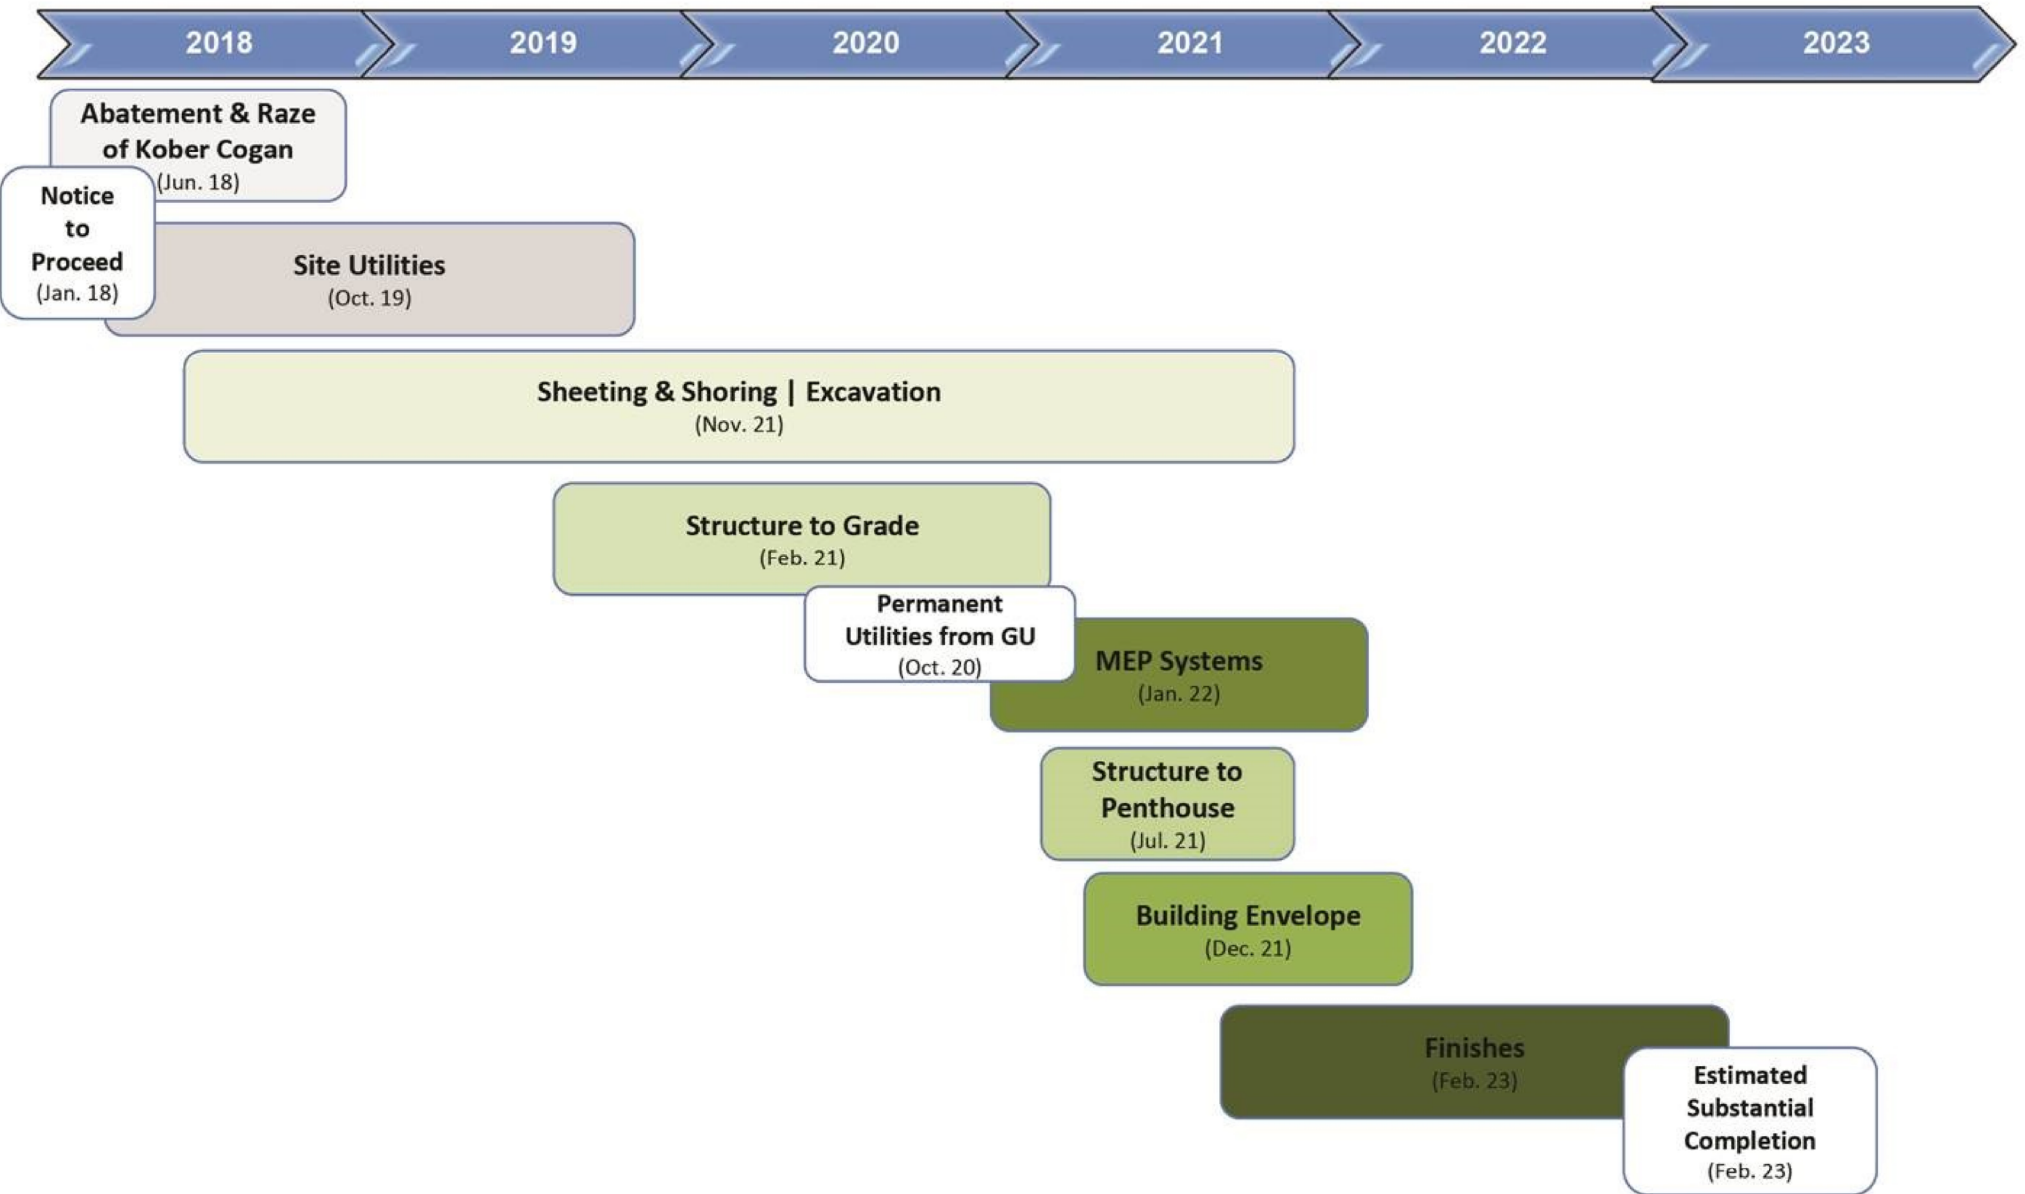 2018 2019 2020 2021 2022 2023
Abatement & Raze
of Kober Cogan
(Jun. 18)
Notice
to
Proceed
(Jan. 18)
Site Utilities
(Oct. 19)
Sheeting & Shoring | Excavation
(Nov. 21)
Structure to Grade
(Feb. 21)
Permanent
Utilities from GU
(Oct. 20)
MEP Systems
(Jan. 22)
Structure to
Penthouse
(Jul. 21)
Building Envelope
(Dec. 21)
Finishes
(Feb. 23)
Estimated
Substantial
Completion
(Feb. 23)